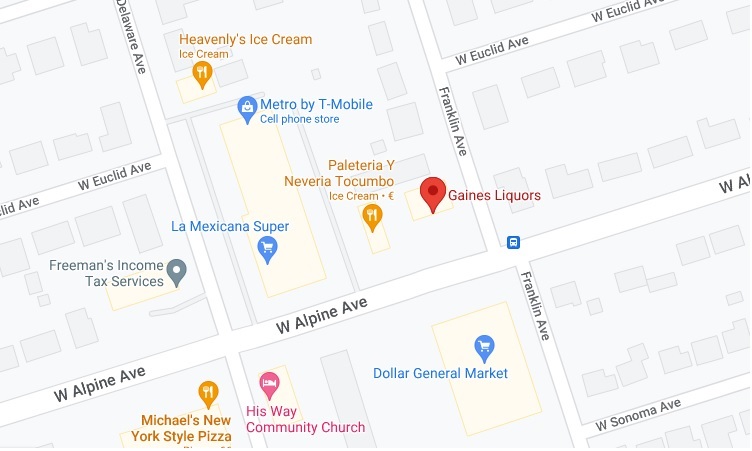 Delaware Ave
W Euclid Ave
W Euclid Ave
Heavenly's Ice Cream
Ice Cream
Metro by T-Mobile
Cell phone store
Franklin Ave
W Euclid Ave
Paleteria Y
Neveria Tocumbo
Ice Cream • €
Gaines Liquors
La Mexicana Super
Freeman's Income
Tax Services
W Alpine Ave
W Alpine Ave
Franklin Ave
Dollar General Market
His Way
Community Church
Michael's New
York Style Pizza
W Sonoma Ave